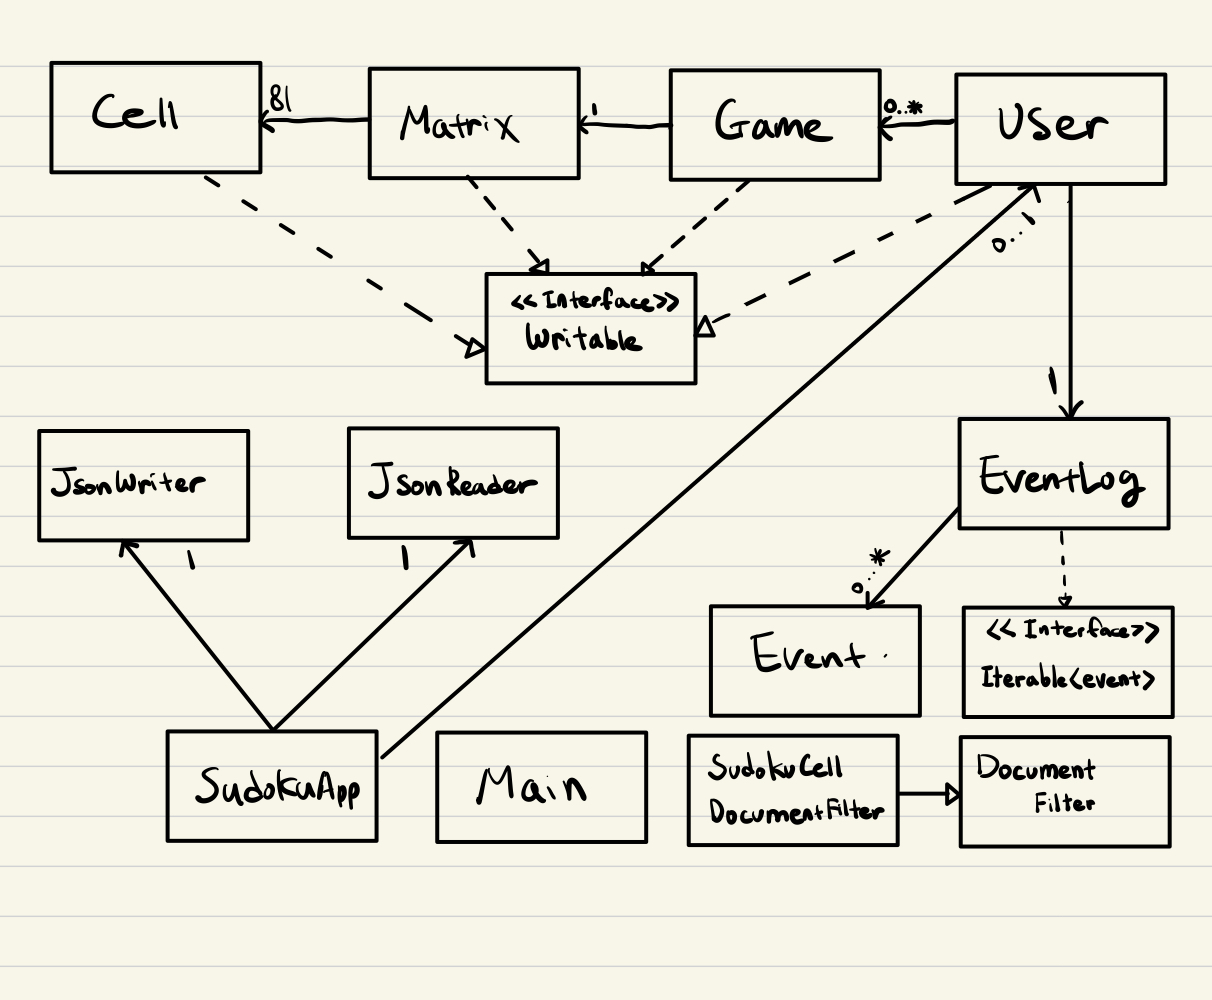 Cell
81
Matrix
1
Game
0..*
User
0...1
<<Interface>>
Writable
1
JsonWriter
JsonReader
EventLog
1
1
0...*
Event
<<Interface>>
Iterable<event>
SudokuApp
Main
SudokuCell
DocumentFilter
Document
Filter